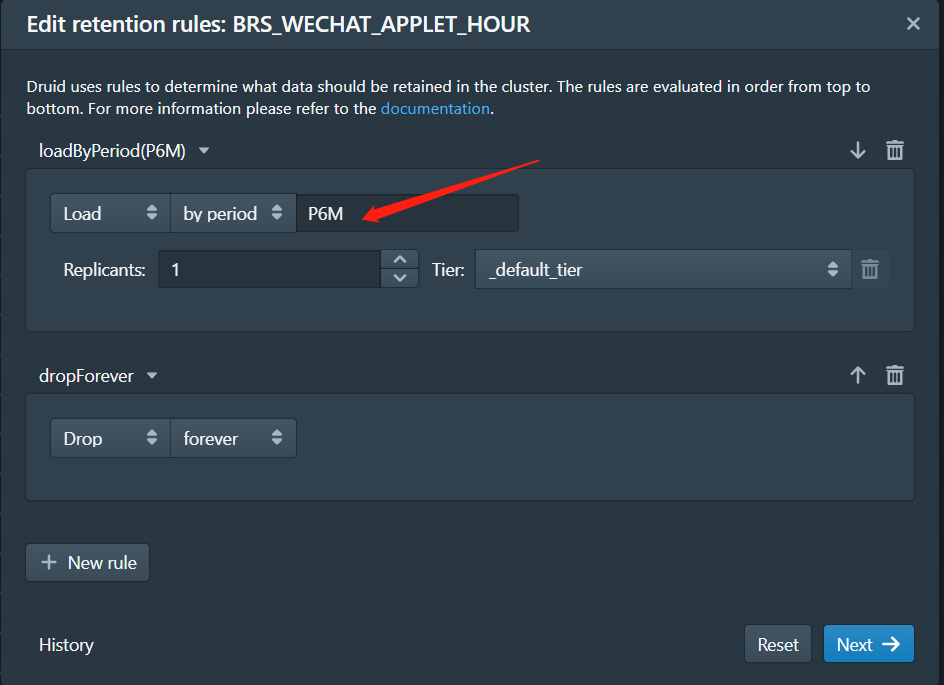 Edit retention rules: BRS_WECHAT_APPLET_HOUR
Druid uses rules to determine what data should be retained in the cluster. The rules are evaluated in order from top to
bottom. For more information please refer to the documentation.
loadByPeriod(P6M)
Load by period P6M
Replicants: 1 Tier: _default_tier
dropForever
Drop forever
New rule
History Reset Next